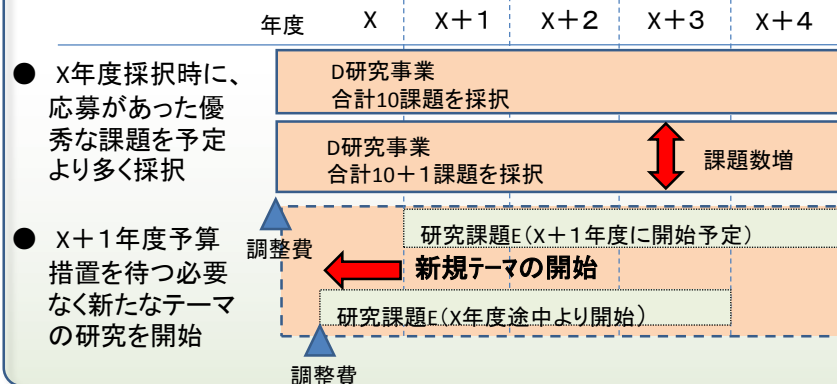 年度 X X+1 X+2 X+3 X+4
● X年度採択時に、
応募があった優
秀な課題を予定
より多く採択
D研究事業
合計10課題を採択
D研究事業
合計10+1課題を採択
課題数増
● X+1年度予算
措置を待つ必要
なく新たなテーマ
の研究を開始
調整費
研究課題E(X+1年度に開始予定)
新規テーマの開始
研究課題E(X年度途中より開始)
調整費